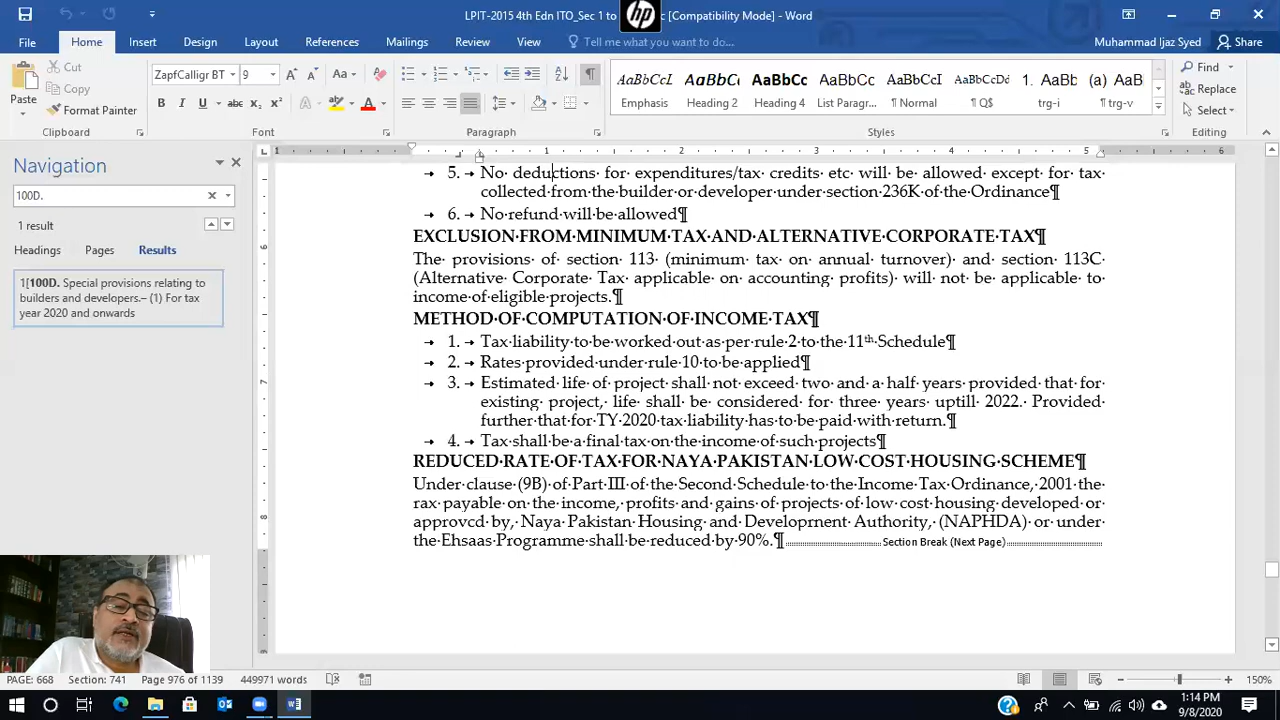 LPIT-2015 4th Edn ITO_Sec 1 to
c [Compatibility Mode] - Word
hp
File
Home
Insert
Design
Layout
References
Mailings
Review
View
Tell me what you want to do...
Muhammad Ijaz Syed
Share
Paste
Cut
Copy
Format Painter
Clipboard
ZapfCalligr BT
9
Font
Paragraph
AaBbCcL
Emphasis
AaBbC
Heading 2
AaBbCc
Heading
AaBbCc
List Paragr...
AaBbCcl
¶ Normal
AaBbCcDd
¶ Q$
1. AaBb
trg-i
(a) AaB
¶ trg-v
Styles
Find
Replace
Select
Editing
Navigation
100D.
1 result
Headings
Pages
Results
1[100D. Special provisions relating to
builders and developers.– (1) For tax
year 2020 and onwards
5. No deductions for expenditures/tax credits etc will be allowed except for tax
collected from the builder or developer under section 236K of the Ordinance¶
6. No refund will be allowed¶
EXCLUSION FROM MINIMUM TAX AND ALTERNATIVE CORPORATE TAX¶
The provisions of section 113 (minimum tax on annual turnover) and section 113C
(Alternative Corporate Tax applicable on accounting profits) will not be applicable to
income of eligible projects.¶
METHOD OF COMPUTATION OF INCOME TAX¶
1. Tax liability to be worked out as per rule 2 to the 11th Schedule¶
2. Rates provided under rule 10 to be applied¶
3. Estimated life of project shall not exceed two and a half years provided that for
existing project, life shall be considered for three years uptill 2022. Provided
further that for TY 2020 tax liability has to be paid with return.¶
4. Tax shall be a final tax on the income of such projects¶
REDUCED RATE OF TAX FOR NAYA PAKISTAN LOW COST HOUSING SCHEME¶
Under clause (9B) of Part III of the Second Schedule to the Income Tax Ordinance, 2001 the
rax payable on the income, profits and gains of projects of low cost housing developed or
approvcd by, Naya Pakistan Housing and Developrnent Authority, (NAPHDA) or under
the Ehsaas Programme shall be reduced by 90%.¶ Section Break (Next Page)
PAGE: 668
Section: 741
Page 976 of 1139
449971 words
150%
1:14 PM
9/8/2020